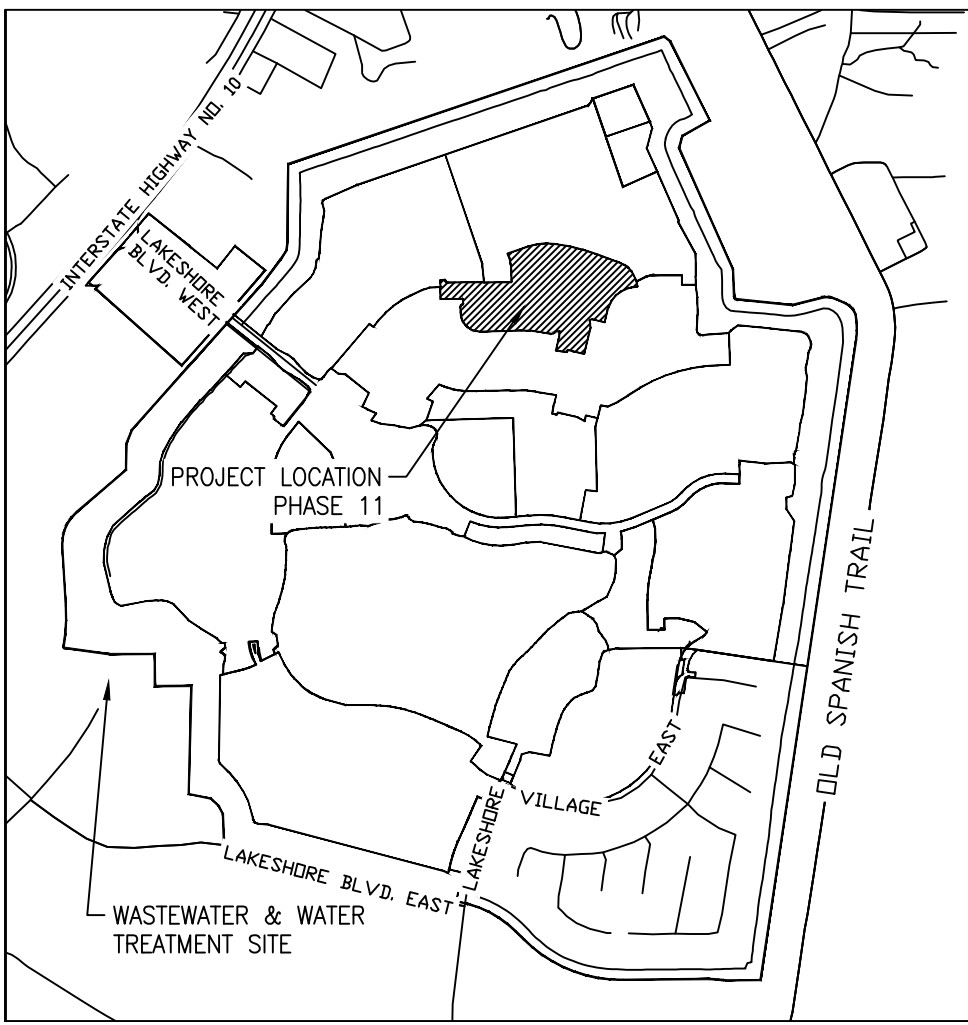 INTERSTATE HIGHWAY NO. 10
LAKESHORE
BLVD. WEST
PROJECT LOCATION
PHASE 11
OLD SPANISH TRAIL
EAST
VILLAGE
LAKESHORE
LAKESHORE BLVD. EAST
WASTEWATER & WATER
TREATMENT SITE